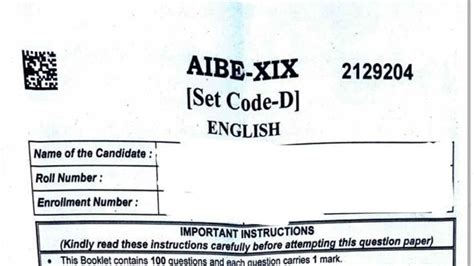 AIBE-XIX 2129204
[Set Code-D]
ENGLISH
Name of the Candidate :
Roll Number :
Enrollment Number :
IMPORTANT INSTRUCTIONS
(Kindly read these instructions carefully before attempting this question paper)
• This Booklet contains 100 questions and each question carries 1 mark.